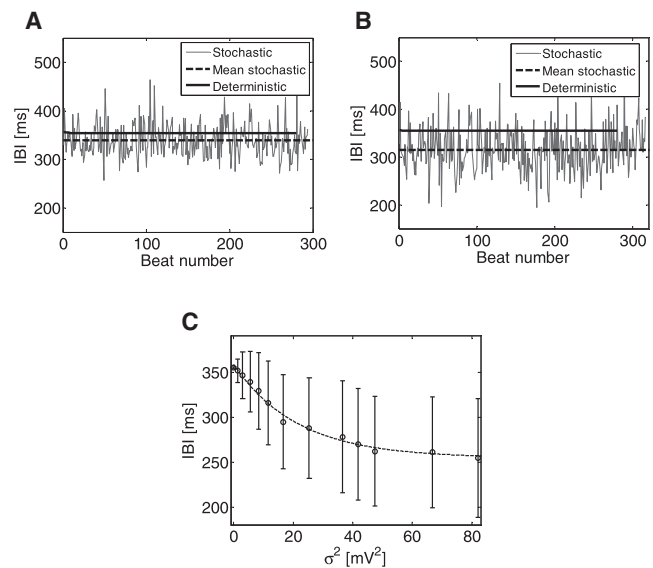 A
500
400
300
200
IBI [ms]
Stochastic
Mean stochastic
Deterministic
0 100 200 300
Beat number
B
500
400
300
200
IBI [ms]
Stochastic
Mean stochastic
Deterministic
0 100 200 300
Beat number
C
350
300
250
200
IBI [ms]
0 20 40 60 80
σ² [mV²]